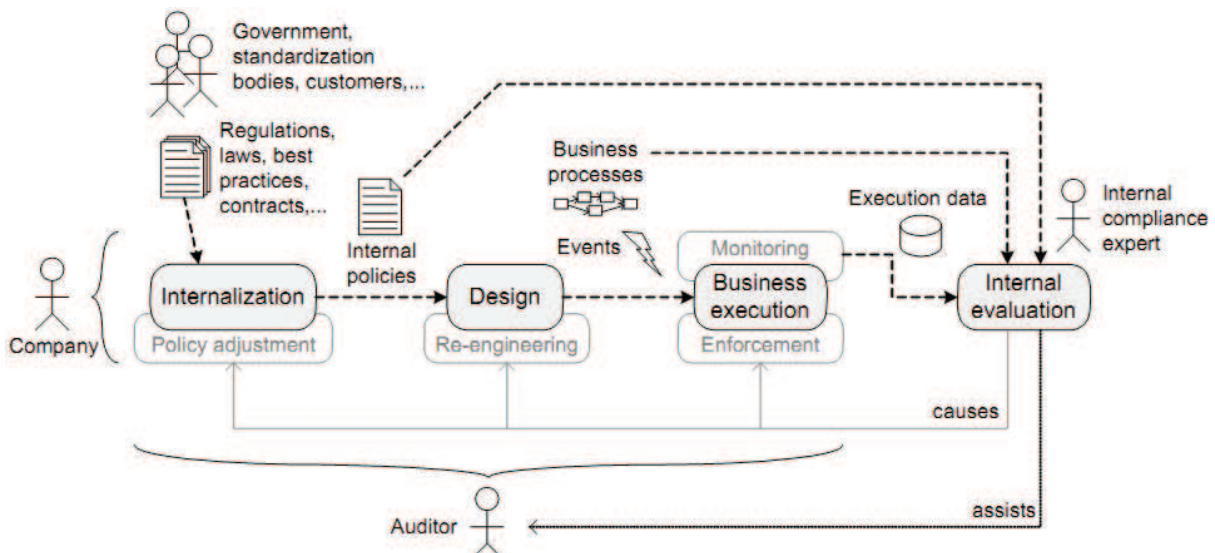 Government,
standardization
bodies, customers,...
Regulations,
laws, best
practices,
contracts,...
Internal
policies
Business
processes
Events
Execution data
Internal
compliance
expert
Company
Internalization
Policy adjustment
Design
Re-engineering
Monitoring
Business
execution
Enforcement
Internal
evaluation
causes
assists
Auditor